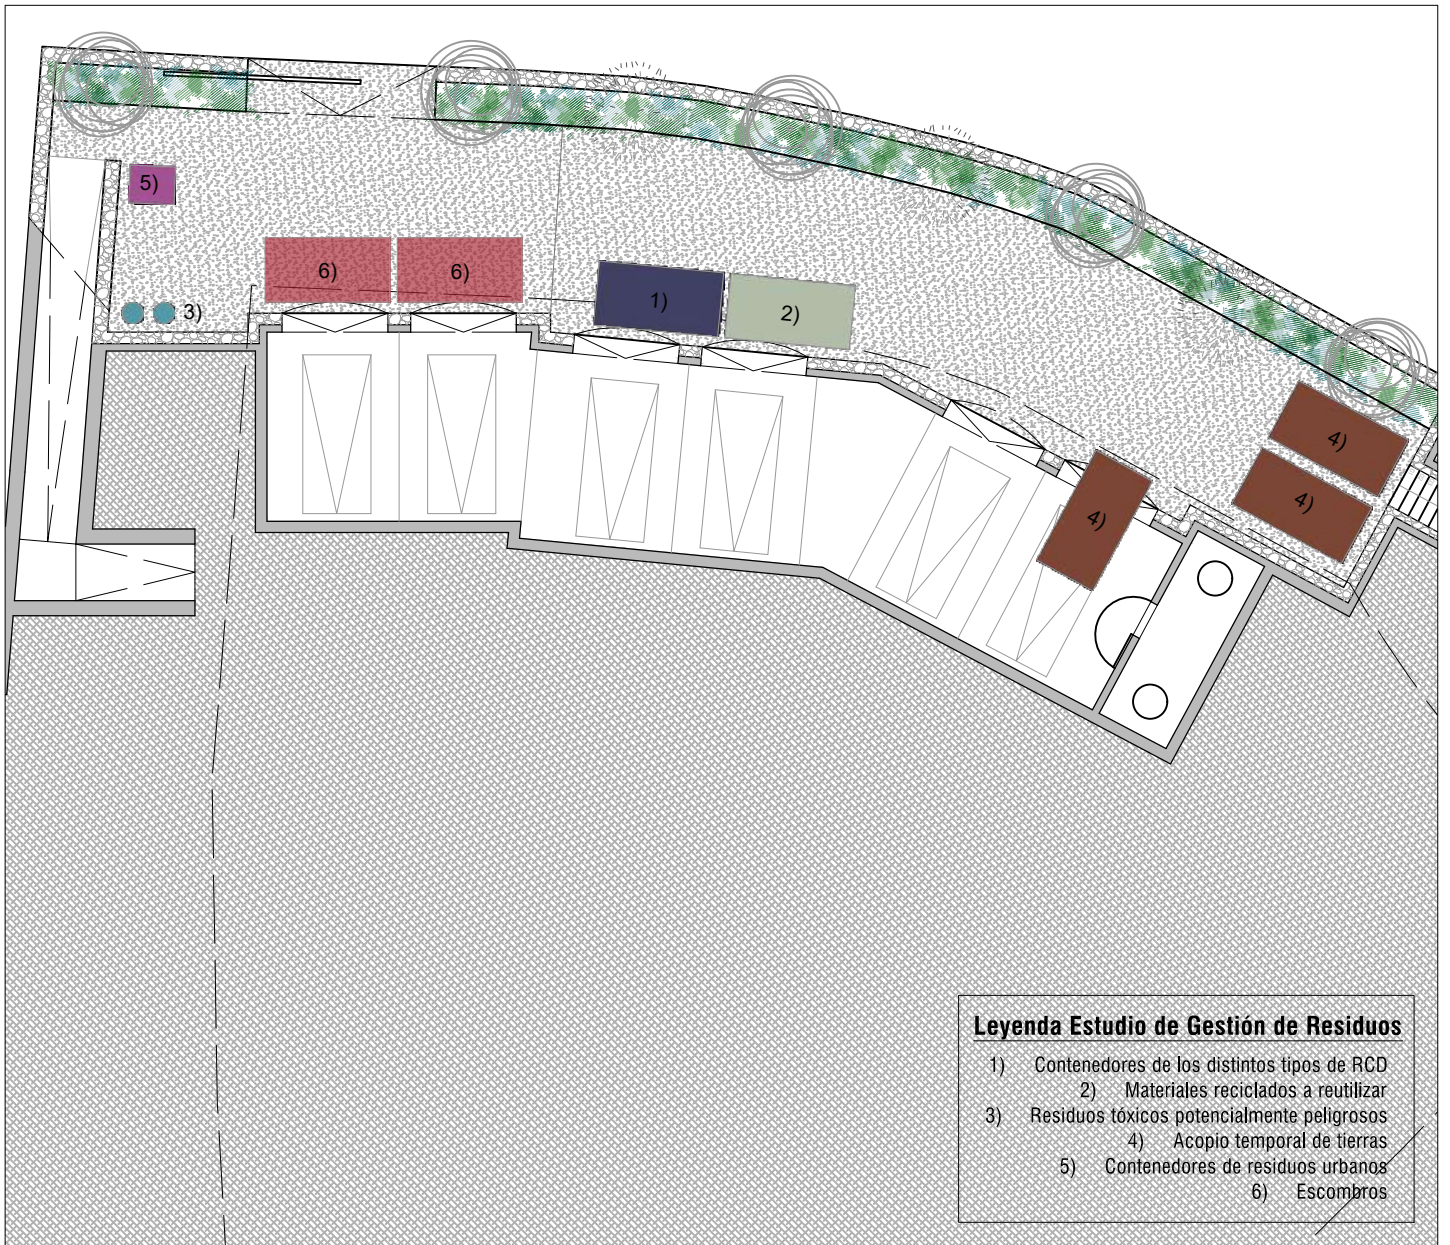 5)
6)
6)
1)
2)
3)
4)
4)
4)
Leyenda Estudio de Gestión de Residuos
1) Contenedores de los distintos tipos de RCD
2) Materiales reciclados a reutilizar
3) Residuos tóxicos potencialmente peligrosos
4) Acopio temporal de tierras
5) Contenedores de residuos urbanos
6) Escombros